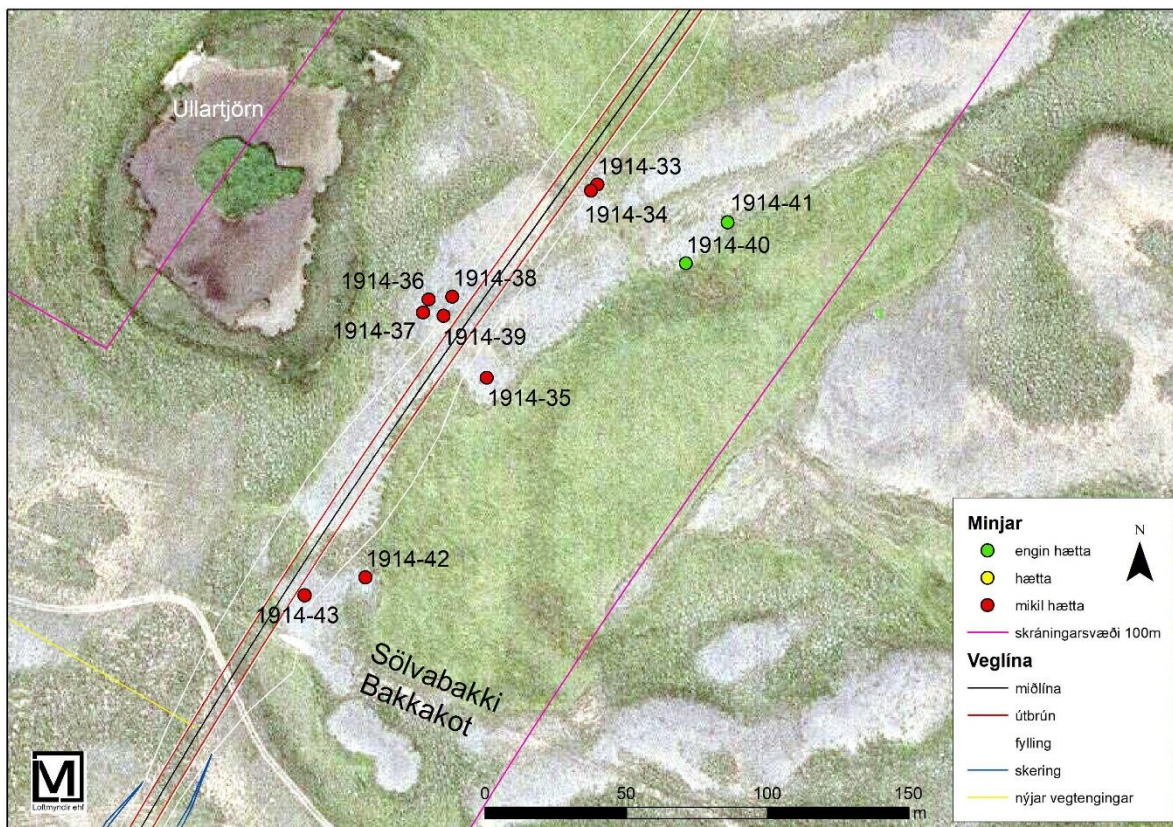 Ullartjörn
1914-33
1914-34
1914-41
1914-40
1914-36
1914-38
1914-37
1914-39
1914-35
1914-42
1914-43
Sölvabakki
Bakkakot
Minjar
N
engin hætta
hætta
mikil hætta
skráningarsvæði 100m
Veglína
miðlína
útbrún
fylling
skering
nýjar vegtengingar
M
Loftmyndir ehf
0 50 100 150
m